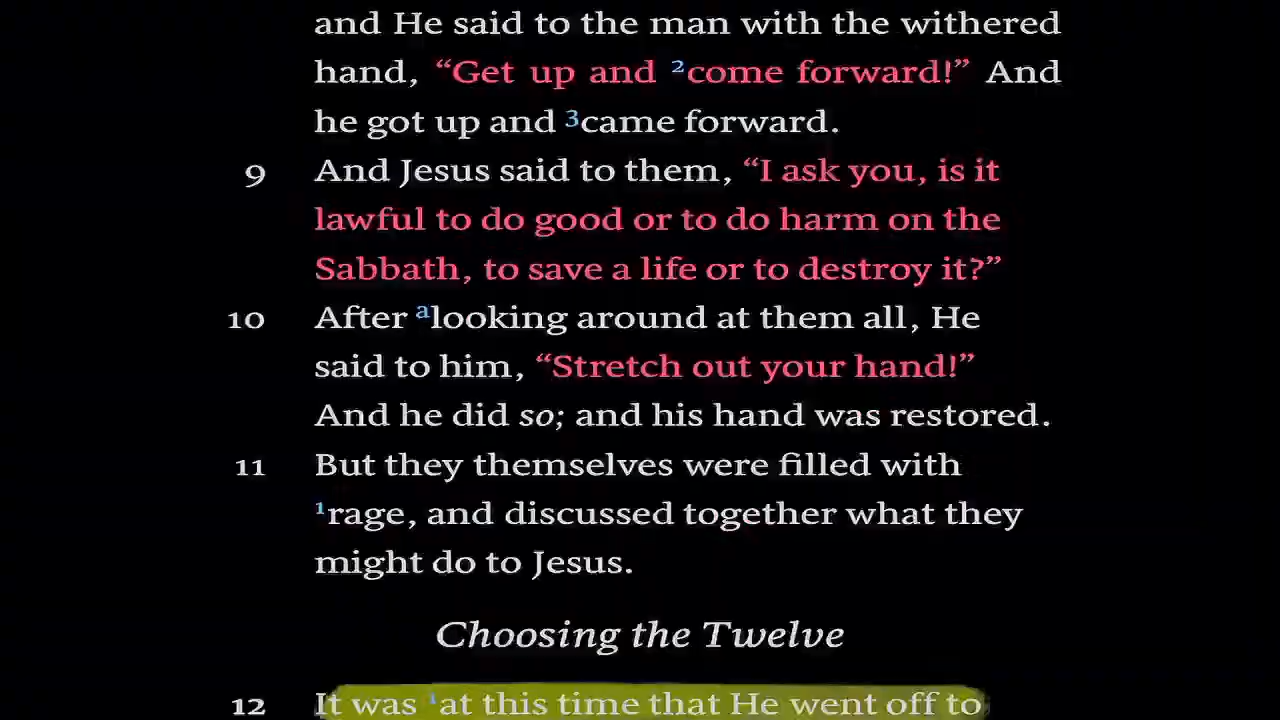 and He said to the man with the withered
hand, “Get up and ²come forward!” And
he got up and ³came forward.
9 And Jesus said to them, “I ask you, is it
lawful to do good or to do harm on the
Sabbath, to save a life or to destroy it?”
10 After ᵃlooking around at them all, He
said to him, “Stretch out your hand!”
And he did so; and his hand was restored.
11 But they themselves were filled with
¹rage, and discussed together what they
might do to Jesus.
Choosing the Twelve
12 It was ¹at this time that He went off to